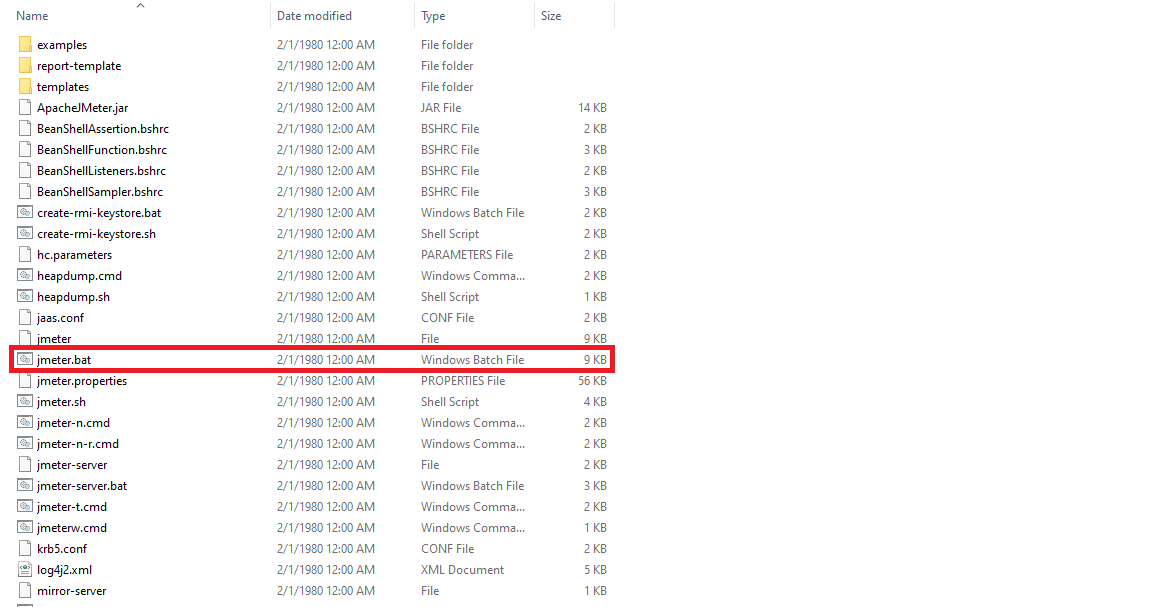 Name Date modified Type Size
examples 2/1/1980 12:00 AM File folder
report-template 2/1/1980 12:00 AM File folder
templates 2/1/1980 12:00 AM File folder
ApacheJMeter.jar 2/1/1980 12:00 AM JAR File 14 KB
BeanShellAssertion.bshrc 2/1/1980 12:00 AM BSHRC File 2 KB
BeanShellFunction.bshrc 2/1/1980 12:00 AM BSHRC File 3 KB
BeanShellListeners.bshrc 2/1/1980 12:00 AM BSHRC File 2 KB
BeanShellSampler.bshrc 2/1/1980 12:00 AM BSHRC File 3 KB
create-rmi-keystore.bat 2/1/1980 12:00 AM Windows Batch File 2 KB
create-rmi-keystore.sh 2/1/1980 12:00 AM Shell Script 2 KB
hc.parameters 2/1/1980 12:00 AM PARAMETERS File 2 KB
heapdump.cmd 2/1/1980 12:00 AM Windows Comma... 2 KB
heapdump.sh 2/1/1980 12:00 AM Shell Script 1 KB
jaas.conf 2/1/1980 12:00 AM CONF File 2 KB
jmeter 2/1/1980 12:00 AM File 9 KB
jmeter.bat 2/1/1980 12:00 AM Windows Batch File 9 KB
jmeter.properties 2/1/1980 12:00 AM PROPERTIES File 56 KB
jmeter.sh 2/1/1980 12:00 AM Shell Script 4 KB
jmeter-n.cmd 2/1/1980 12:00 AM Windows Comma... 2 KB
jmeter-n-r.cmd 2/1/1980 12:00 AM Windows Comma... 2 KB
jmeter-server 2/1/1980 12:00 AM File 2 KB
jmeter-server.bat 2/1/1980 12:00 AM Windows Batch File 3 KB
jmeter-t.cmd 2/1/1980 12:00 AM Windows Comma... 2 KB
jmeterw.cmd 2/1/1980 12:00 AM Windows Comma... 1 KB
krb5.conf 2/1/1980 12:00 AM CONF File 2 KB
log4j2.xml 2/1/1980 12:00 AM XML Document 5 KB
mirror-server 2/1/1980 12:00 AM File 1 KB